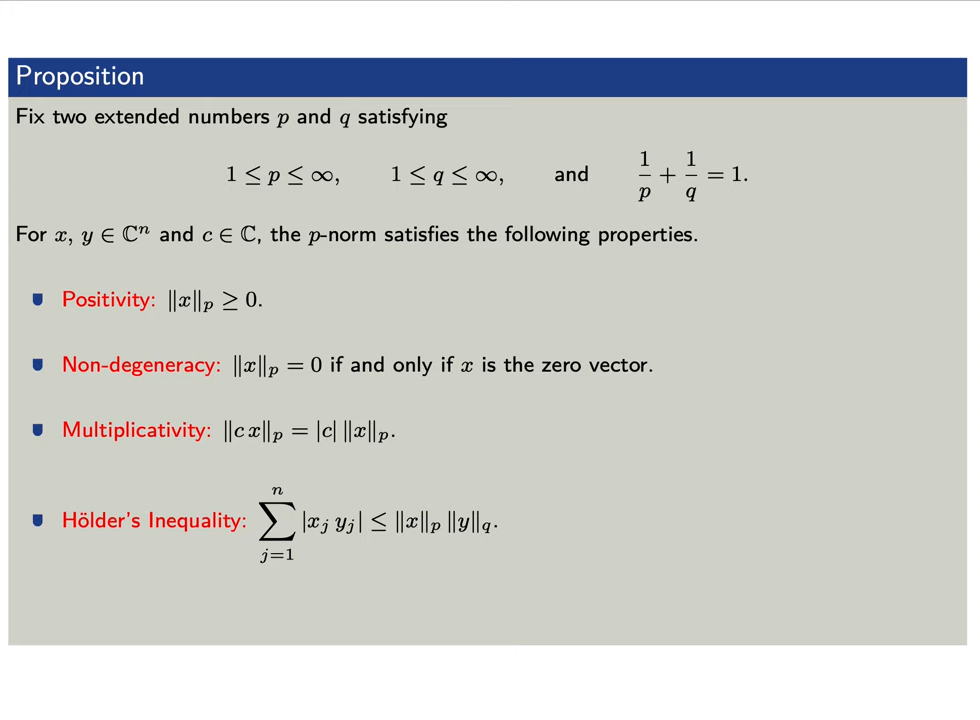 Proposition
Fix two extended numbers p and q satisfying
1 ≤ p ≤ ∞, 1 ≤ q ≤ ∞, and 1/p + 1/q = 1.
For x, y ∈ ℂⁿ and c ∈ ℂ, the p-norm satisfies the following properties.
Positivity: ‖x‖ₚ ≥ 0.
Non-degeneracy: ‖x‖ₚ = 0 if and only if x is the zero vector.
Multiplicativity: ‖c x‖ₚ = |c| ‖x‖ₚ.
Hölder's Inequality: ∑_{j=1}^{n} |x_j y_j| ≤ ‖x‖_p ‖y‖_q.